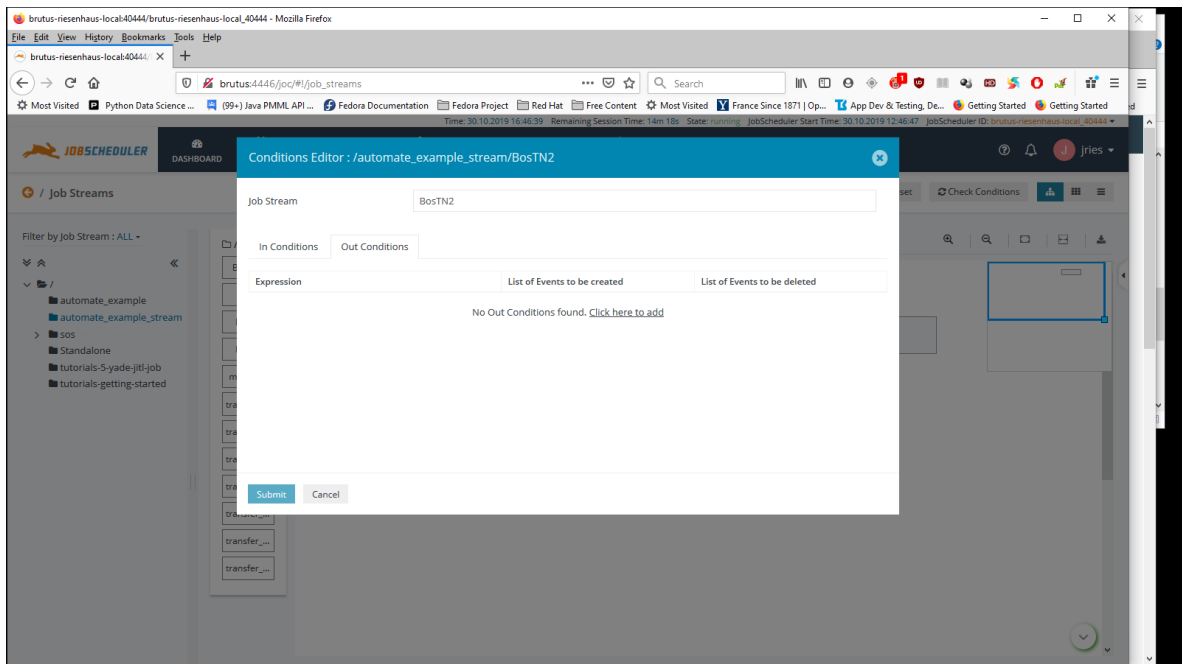 brutus-riesenhaus-local:40444/brutus-riesenhaus-local_40444 - Mozilla Firefox
File Edit View History Bookmarks Tools Help
brutus-riesenhaus-local:40444/
brutus:4446/joc/#!/job_streams
Search
Most Visited Python Data Science ... (99+) Java PMML API ... Fedora Documentation Fedora Project Red Hat Free Content Most Visited France Since 1871 | Op... App Dev & Testing, De... Getting Started Getting Started
Time: 30.10.2019 16:46:39 Remaining Session Time: 14m 18s State: running JobScheduler Start Time: 30.10.2019 12:46:47 JobScheduler ID: brutus-riesenhaus-local_40444
JOBSCHEDULER
DASHBOARD
J jries
Conditions Editor : /automate_example_stream/BosTN2
/ Job Streams
set Check Conditions
Job Stream BosTN2
Filter by Job Stream : ALL
In Conditions Out Conditions
Expression List of Events to be created List of Events to be deleted
No Out Conditions found. Click here to add
/
automate_example
automate_example_stream
sos
Standalone
tutorials-5-yade-jitl-job
tutorials-getting-started
Submit Cancel
transfer_...
transfer_...